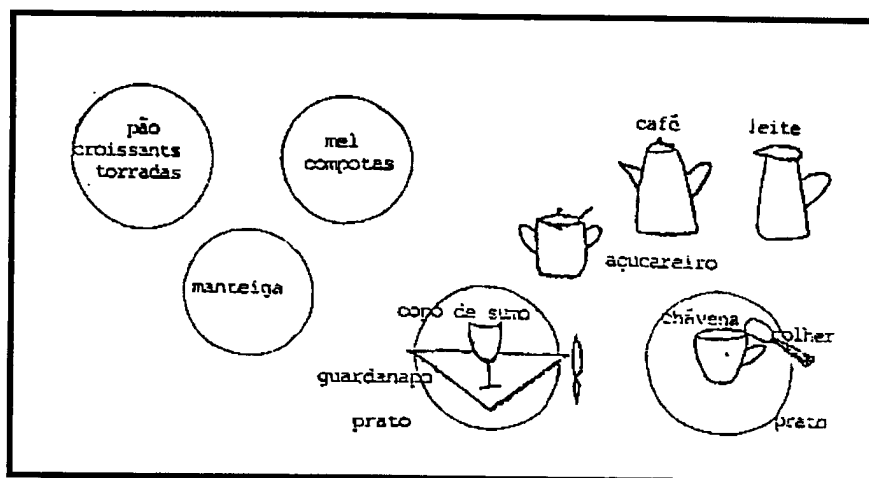 pão
croissants
torradas
mel
compotas
café
leite
manteiga
açucareiro
copo de sumo
guardanapo
prato
chávena
colher
prato